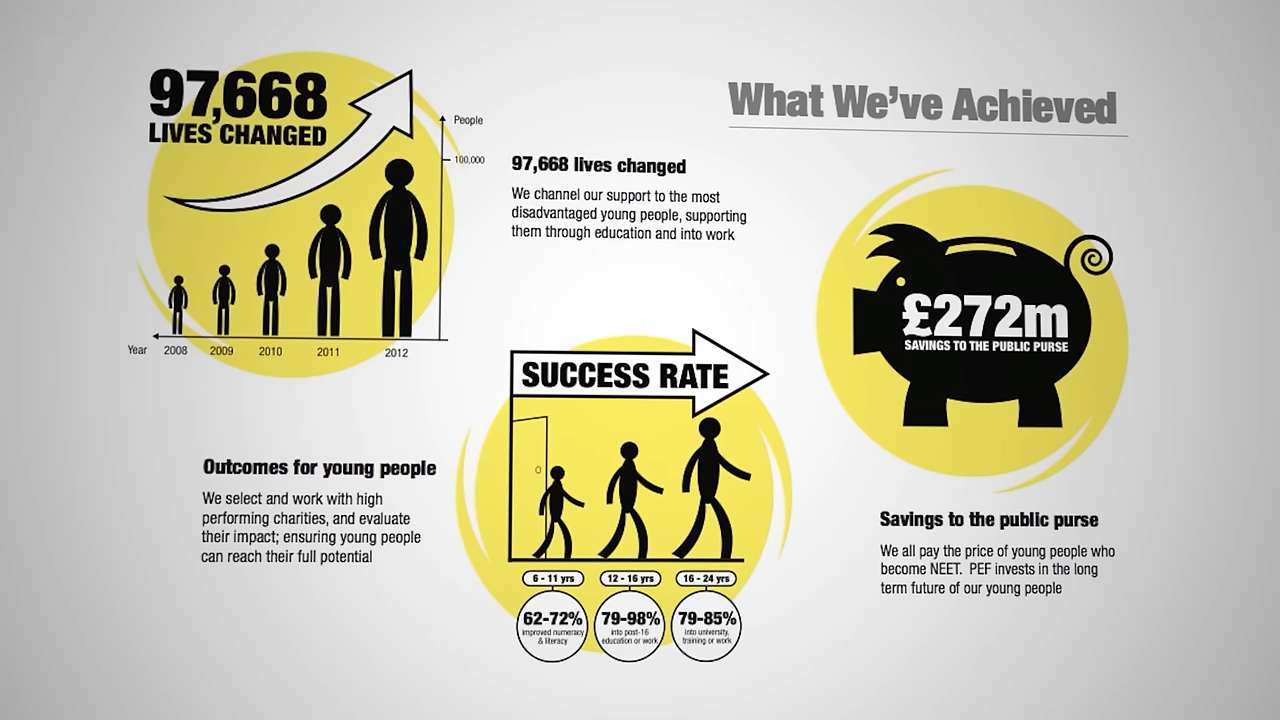 97,668
LIVES CHANGED
People
100,000
Year
2008
2009
2010
2011
2012
97,668 lives changed
We channel our support to the most
disadvantaged young people, supporting
them through education and into work
What We've Achieved
£272m
SAVINGS TO THE PUBLIC PURSE
Outcomes for young people
We select and work with high
performing charities, and evaluate
their impact; ensuring young people
can reach their full potential
SUCCESS RATE
6 - 11 yrs
12 - 16 yrs
16 - 24 yrs
62-72%
improved numeracy
& literacy
79-98%
into post-16
education or work
79-85%
into university,
training or work
Savings to the public purse
We all pay the price of young people who
become NEET. PEF invests in the long
term future of our young people